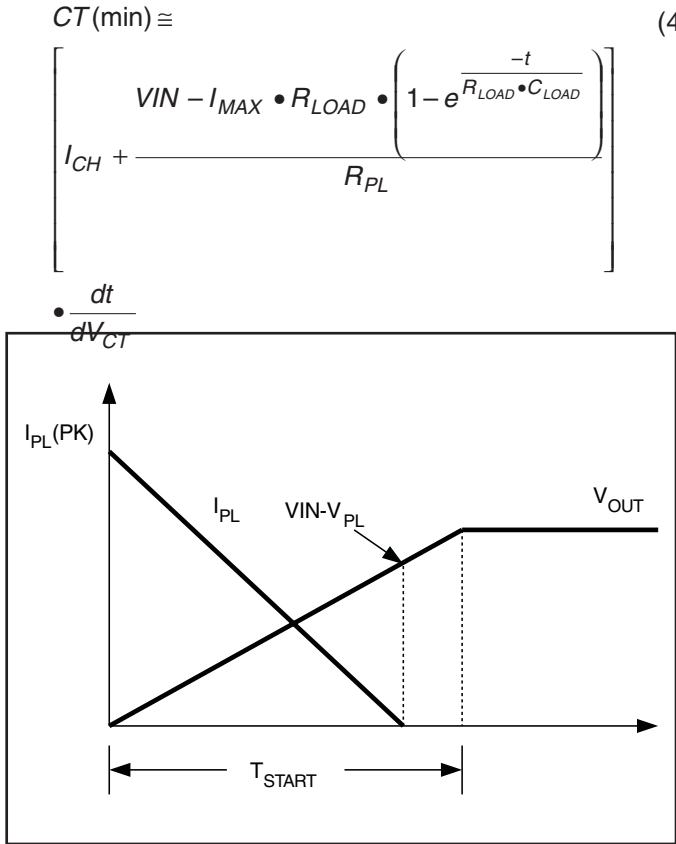 CT(min) ≅ (4
[I_CH + (VIN – I_MAX • R_LOAD • (1– e^(–t / (R_LOAD • C_LOAD)))) / R_PL]
• dt / dV_CT
I_PL(PK)
I_PL
VIN-V_PL
V_OUT
T_START